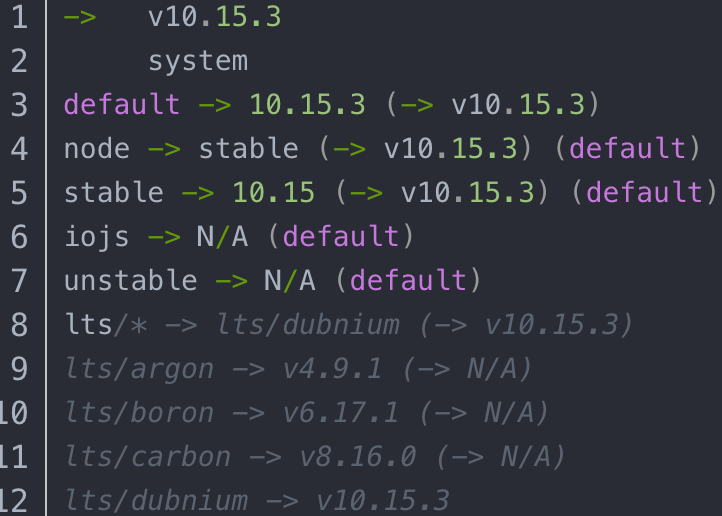 1 ->   v10.15.3
2      system
3 default -> 10.15.3 (-> v10.15.3)
4 node -> stable (-> v10.15.3) (default)
5 stable -> 10.15 (-> v10.15.3) (default)
6 iojs -> N/A (default)
7 unstable -> N/A (default)
8 lts/* -> lts/dubnium (-> v10.15.3)
9 lts/argon -> v4.9.1 (-> N/A)
10 lts/boron -> v6.17.1 (-> N/A)
11 lts/carbon -> v8.16.0 (-> N/A)
12 lts/dubnium -> v10.15.3